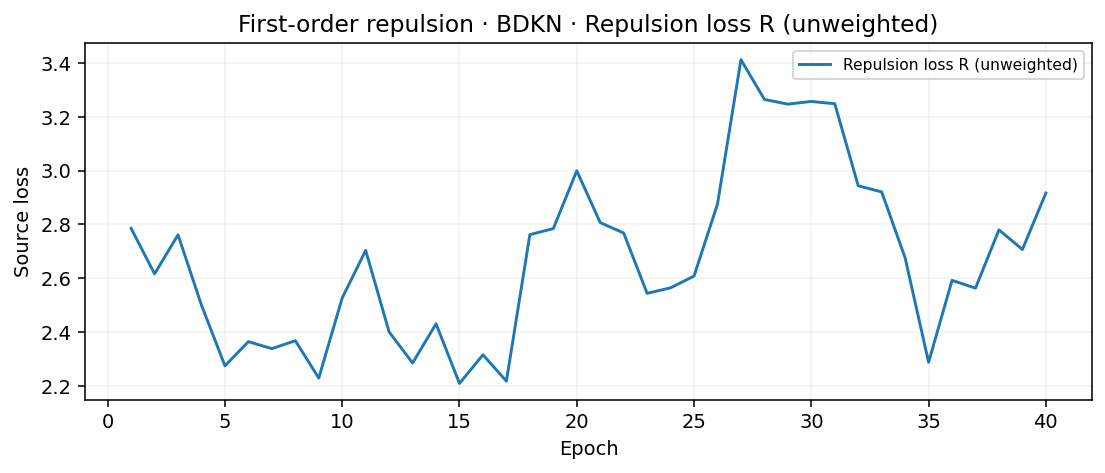 First-order repulsion · BDKN · Repulsion loss R (unweighted)
Repulsion loss R (unweighted)
Source loss
3.4
3.2
3.0
2.8
2.6
2.4
2.2
0 5 10 15 20 25 30 35 40
Epoch